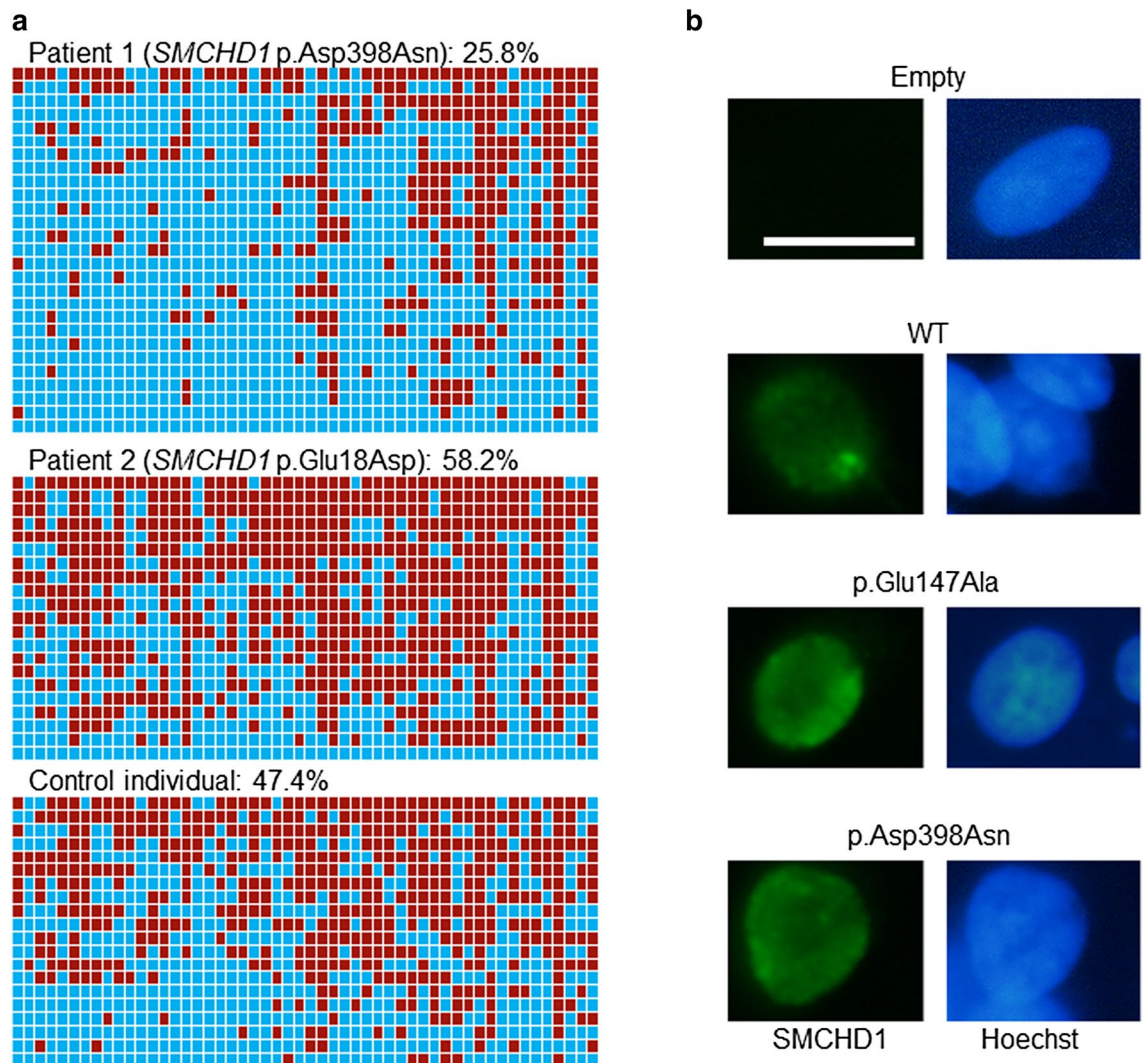 a
Patient 1 (SMCHD1 p.Asp398Asn): 25.8%
Patient 2 (SMCHD1 p.Glu18Asp): 58.2%
Control individual: 47.4%
b
Empty
WT
p.Glu147Ala
p.Asp398Asn
SMCHD1 Hoechst